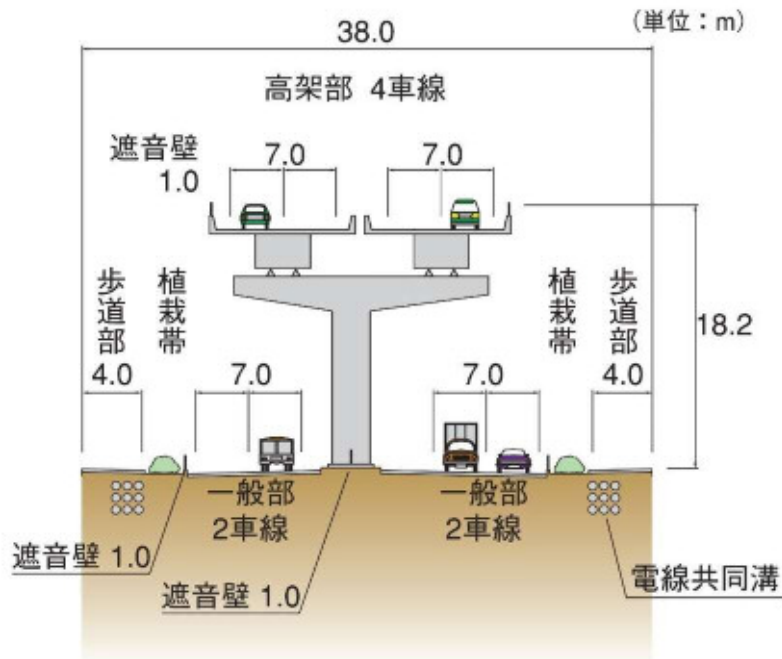 (単位：m)
38.0
高架部 4車線
遮音壁
1.0
7.0
7.0
歩道部
植栽帯
植栽帯
歩道部
18.2
4.0
7.0
7.0
4.0
一般部
2車線
一般部
2車線
遮音壁 1.0
遮音壁 1.0
電線共同溝